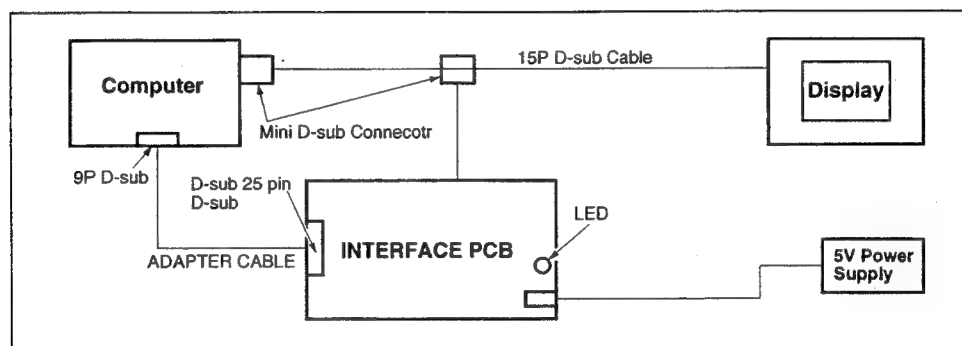 Computer
15P D-sub Cable
Display
Mini D-sub Connecotr
9P D-sub
D-sub 25 pin
D-sub
LED
ADAPTER CABLE
INTERFACE PCB
5V Power
Supply